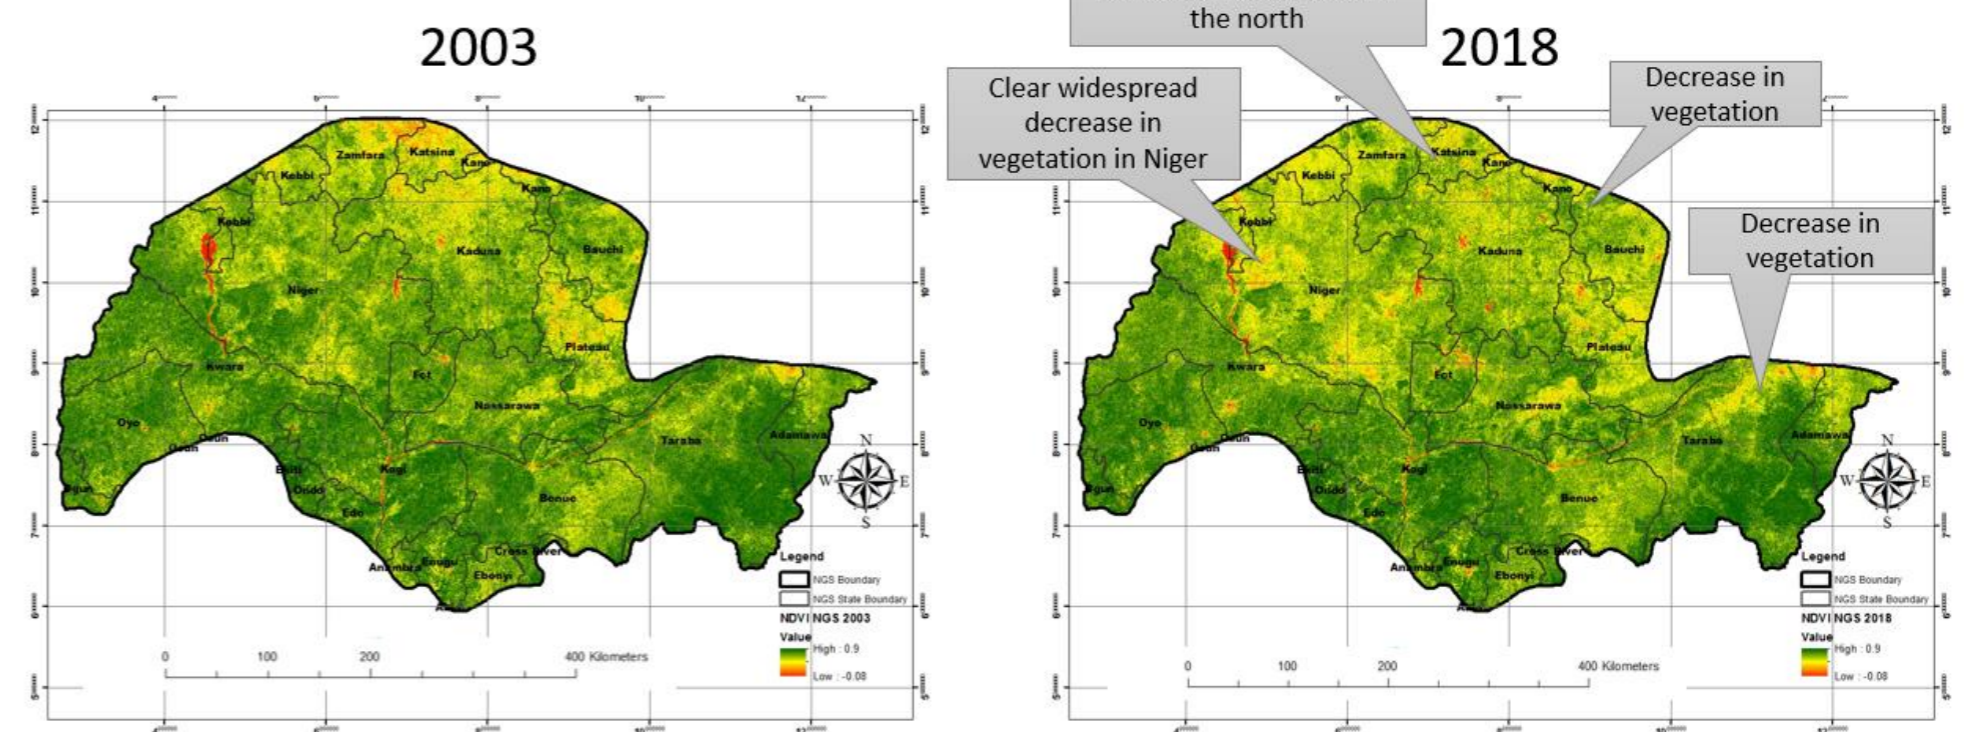 2003
Zamfara
Katsina
Kano
Kebbi
Kano
Kebbi
Kaduna
Bauchi
Niger
Plateau
Kwara
Fct
Nassarawa
Oyo
Osun
Osun
Taraba
Adamawa
Ekiti
Kogi
Ondo
Benue
Edo
Cross River
Anambra
Enugu
Ebonyi
N
W
E
S
Legend
NGS Boundary
NGS State Boundary
NDVI NGS 2003
Value
High : 0.9
Low : -0.08
0 100 200 400 Kilometers
the north
2018
Clear widespread
decrease in
vegetation in Niger
Decrease in
vegetation
Decrease in
vegetation
Zamfara
Katsina
Kano
Kebbi
Kano
Kebbi
Kaduna
Bauchi
Niger
Plateau
Kwara
Fct
Nassarawa
Oyo
Osun
Osun
Taraba
Adamawa
Ekiti
Kogi
Ondo
Benue
Edo
Cross River
Anambra
Enugu
Ebonyi
N
W
E
S
Legend
NGS Boundary
NGS State Boundary
NDVI NGS 2018
Value
High : 0.9
Low : -0.08
0 100 200 400 Kilometers